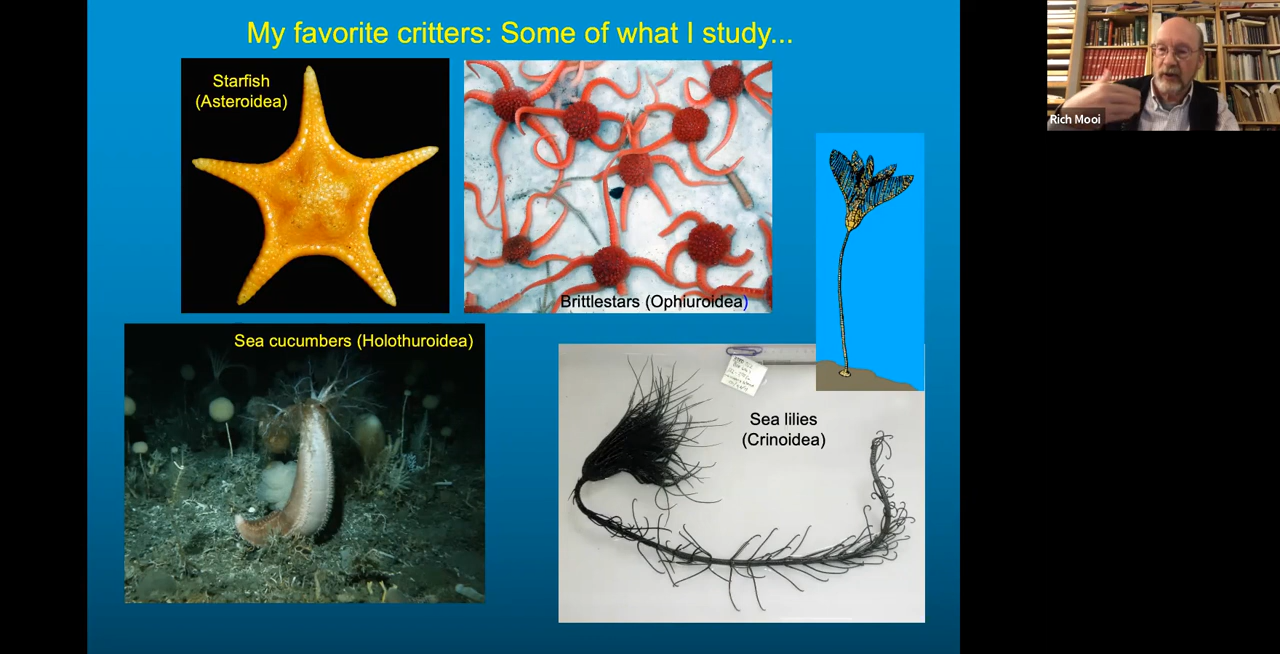 My favorite critters: Some of what I study...
Starfish
(Asteroidea)
Brittlestars (Ophiuroidea)
Rich Mooi
Sea cucumbers (Holothuroidea)
Sea lilies
(Crinoidea)